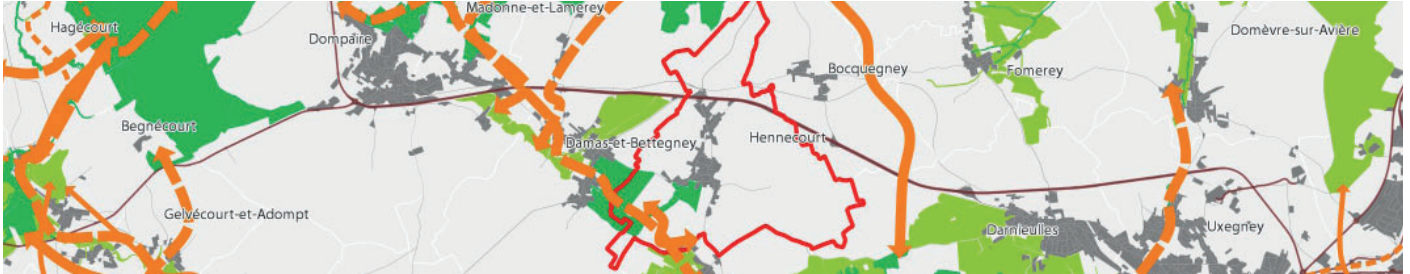 Madonne-et-Lamerey
Hagécourt
Domèvre-sur-Avière
Dompaire
Bocquegney
Fomerey
Begnécourt
Damas-et-Bettegney
Hennecourt
Gelvécourt-et-Adompt
Darnieulles
Uxegney